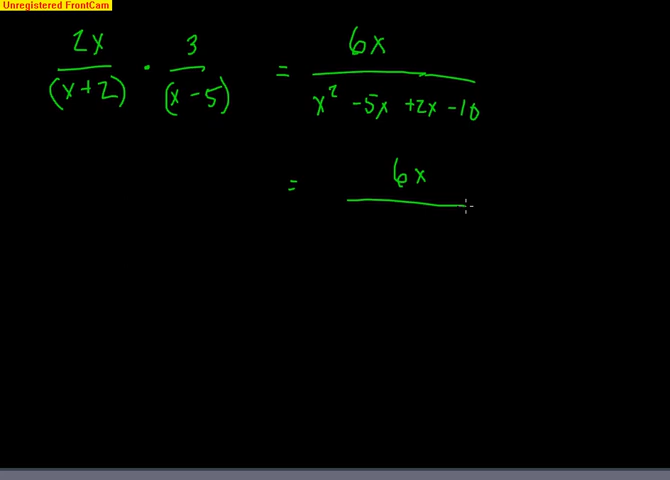 Unregistered FrontCam
2x/(x+2) · 3/(x-5) = 6x/(x² -5x +2x -10)
= 6x